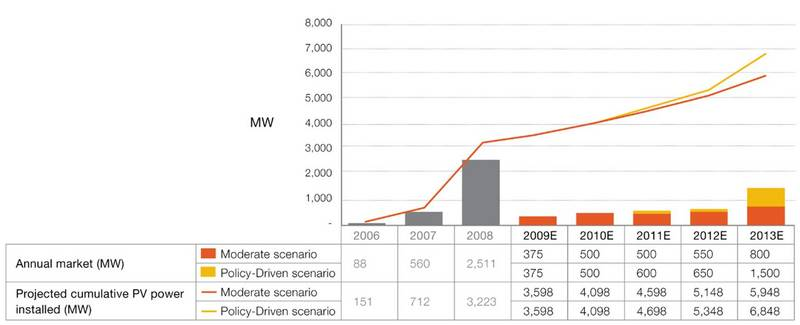 8,000
7,000
6,000
5,000
MW
4,000
3,000
2,000
1,000
-
2006 2007 2008 2009E 2010E 2011E 2012E 2013E
Annual market (MW)
Moderate scenario 88 560 2,511 375 500 500 550 800
Policy-Driven scenario 375 500 600 650 1,500
Projected cumulative PV power installed (MW)
Moderate scenario 151 712 3,223 3,598 4,098 4,598 5,148 5,948
Policy-Driven scenario 3,598 4,098 4,698 5,348 6,848